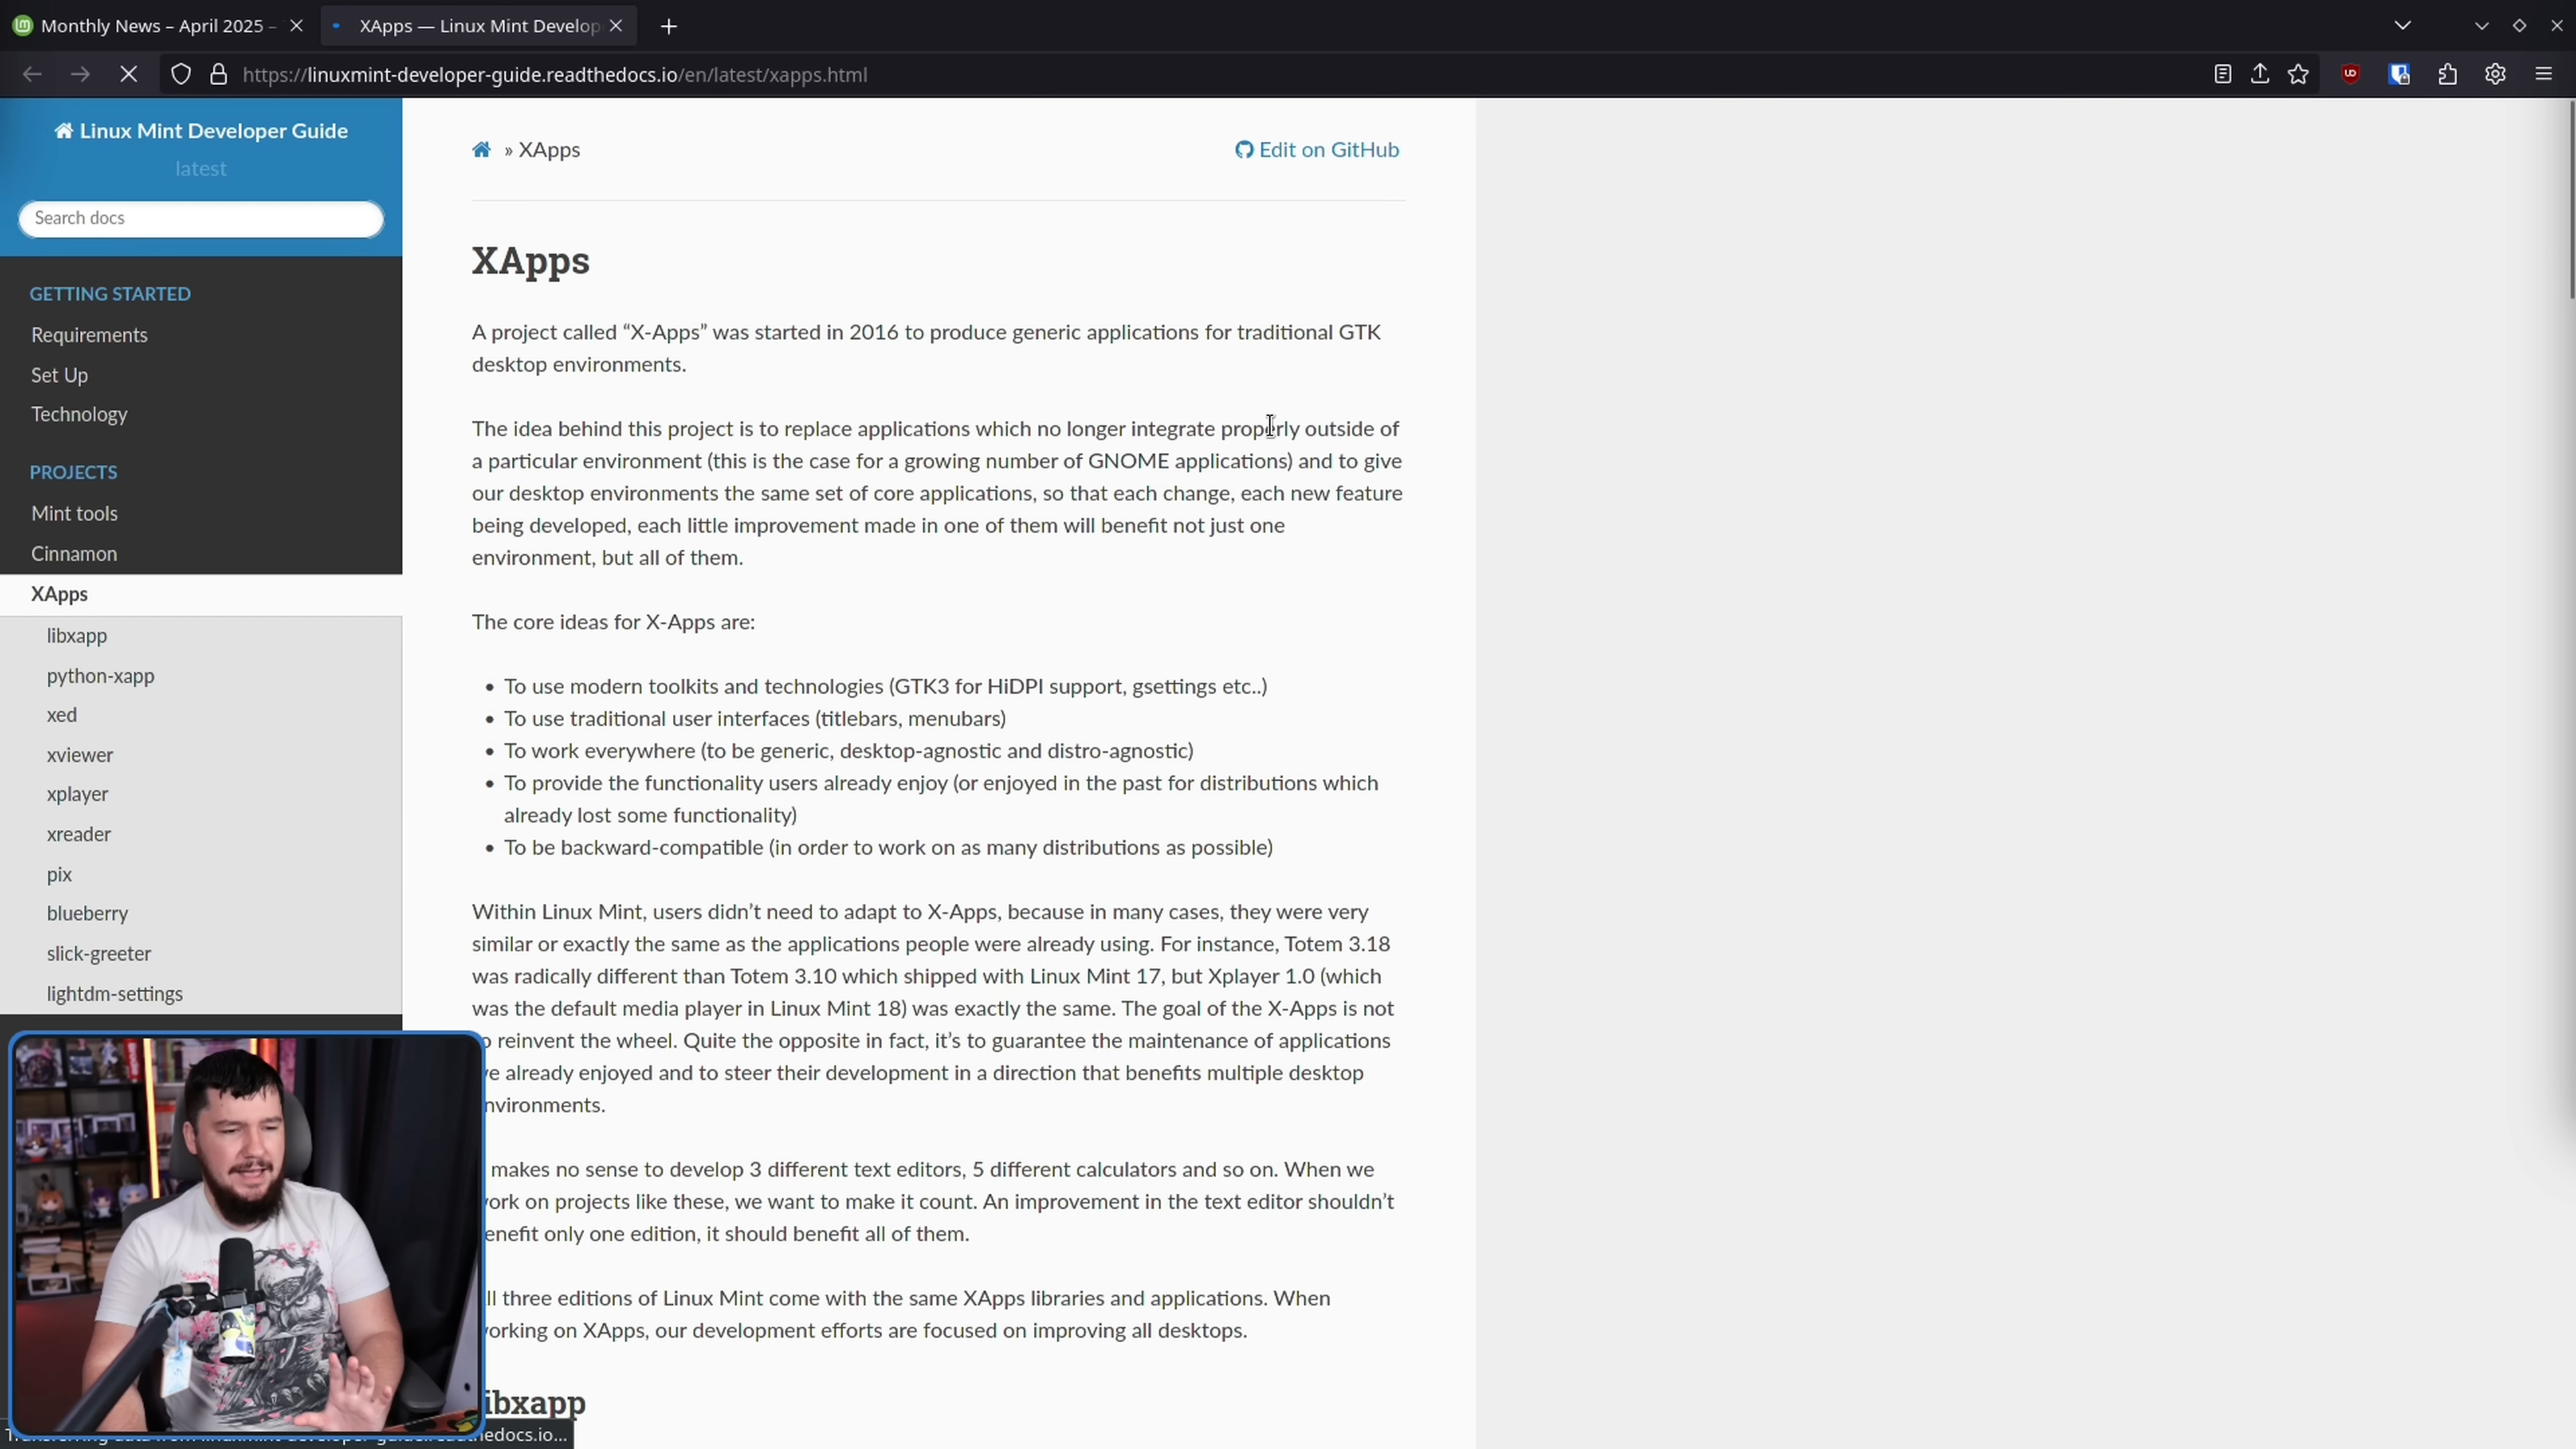 Monthly News – April 2025 –
XApps — Linux Mint Develop
https://linuxmint-developer-guide.readthedocs.io/en/latest/xapps.html
Linux Mint Developer Guide
latest
Search docs
GETTING STARTED
Requirements
Set Up
Technology
PROJECTS
Mint tools
Cinnamon
XApps
libxapp
python-xapp
xed
xviewer
xplayer
xreader
pix
blueberry
slick-greeter
lightdm-settings
» XApps
Edit on GitHub
XApps
A project called “X-Apps” was started in 2016 to produce generic applications for traditional GTK
desktop environments.
The idea behind this project is to replace applications which no longer integrate properly outside of
a particular environment (this is the case for a growing number of GNOME applications) and to give
our desktop environments the same set of core applications, so that each change, each new feature
being developed, each little improvement made in one of them will benefit not just one
environment, but all of them.
The core ideas for X-Apps are:
• To use modern toolkits and technologies (GTK3 for HiDPI support, gsettings etc..)
• To use traditional user interfaces (titlebars, menubars)
• To work everywhere (to be generic, desktop-agnostic and distro-agnostic)
• To provide the functionality users already enjoy (or enjoyed in the past for distributions which
already lost some functionality)
• To be backward-compatible (in order to work on as many distributions as possible)
Within Linux Mint, users didn’t need to adapt to X-Apps, because in many cases, they were very
similar or exactly the same as the applications people were already using. For instance, Totem 3.18
was radically different than Totem 3.10 which shipped with Linux Mint 17, but Xplayer 1.0 (which
was the default media player in Linux Mint 18) was exactly the same. The goal of the X-Apps is not
o reinvent the wheel. Quite the opposite in fact, it’s to guarantee the maintenance of applications
e already enjoyed and to steer their development in a direction that benefits multiple desktop
nvironments.
makes no sense to develop 3 different text editors, 5 different calculators and so on. When we
ork on projects like these, we want to make it count. An improvement in the text editor shouldn’t
enefit only one edition, it should benefit all of them.
ll three editions of Linux Mint come with the same XApps libraries and applications. When
orking on XApps, our development efforts are focused on improving all desktops.
ibxapp
edocs.io...